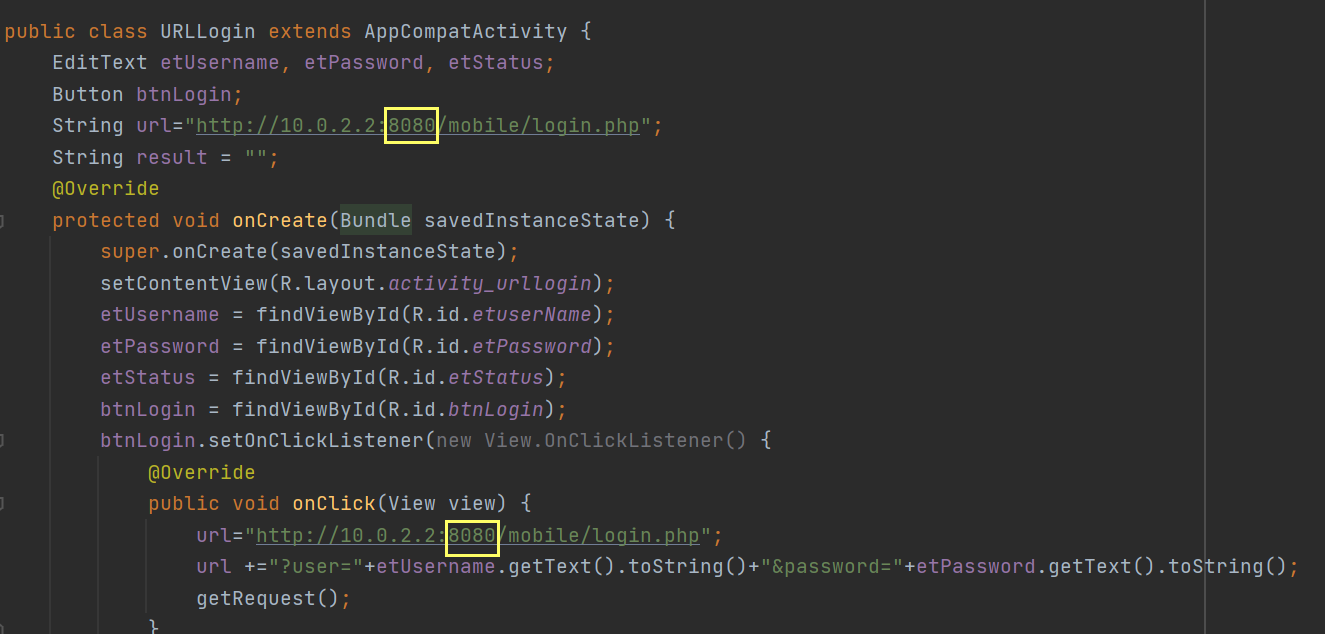 public class URLLogin extends AppCompatActivity {
EditText etUsername, etPassword, etStatus;
Button btnLogin;
String url="http://10.0.2.2:8080/mobile/login.php";
String result = "";
@Override
protected void onCreate(Bundle savedInstanceState) {
super.onCreate(savedInstanceState);
setContentView(R.layout.activity_urllogin);
etUsername = findViewById(R.id.etuserName);
etPassword = findViewById(R.id.etPassword);
etStatus = findViewById(R.id.etStatus);
btnLogin = findViewById(R.id.btnLogin);
btnLogin.setOnClickListener(new View.OnClickListener() {
@Override
public void onClick(View view) {
url="http://10.0.2.2:8080/mobile/login.php";
url +="?user="+etUsername.getText().toString()+"&password="+etPassword.getText().toString();
getRequest();
}